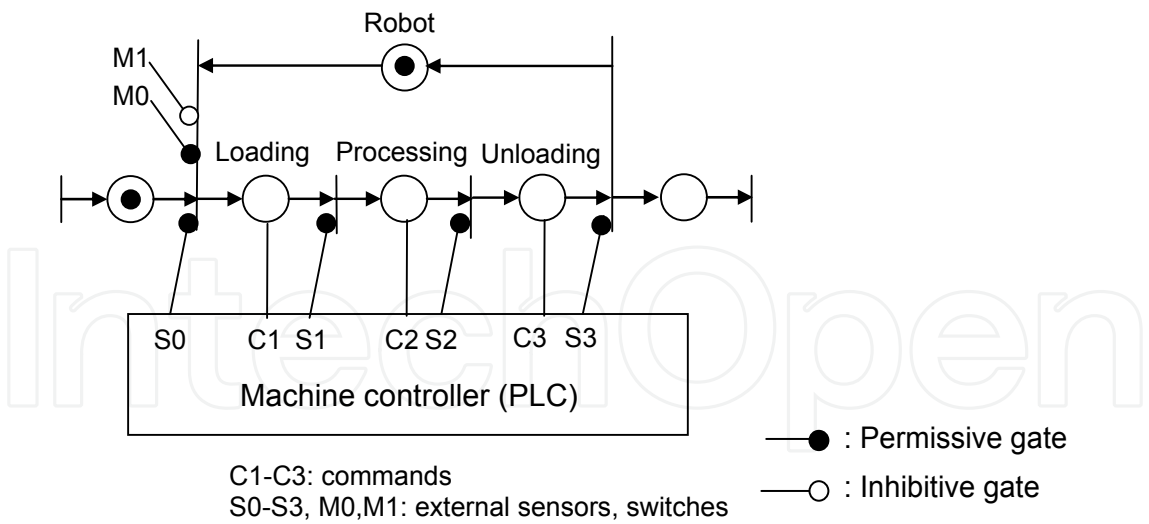 Robot
M1
M0
Loading Processing Unloading
S0 C1 S1 C2 S2 C3 S3
Machine controller (PLC)
: Permissive gate
C1-C3: commands
: Inhibitive gate
S0-S3, M0,M1: external sensors, switches
IntechOpen